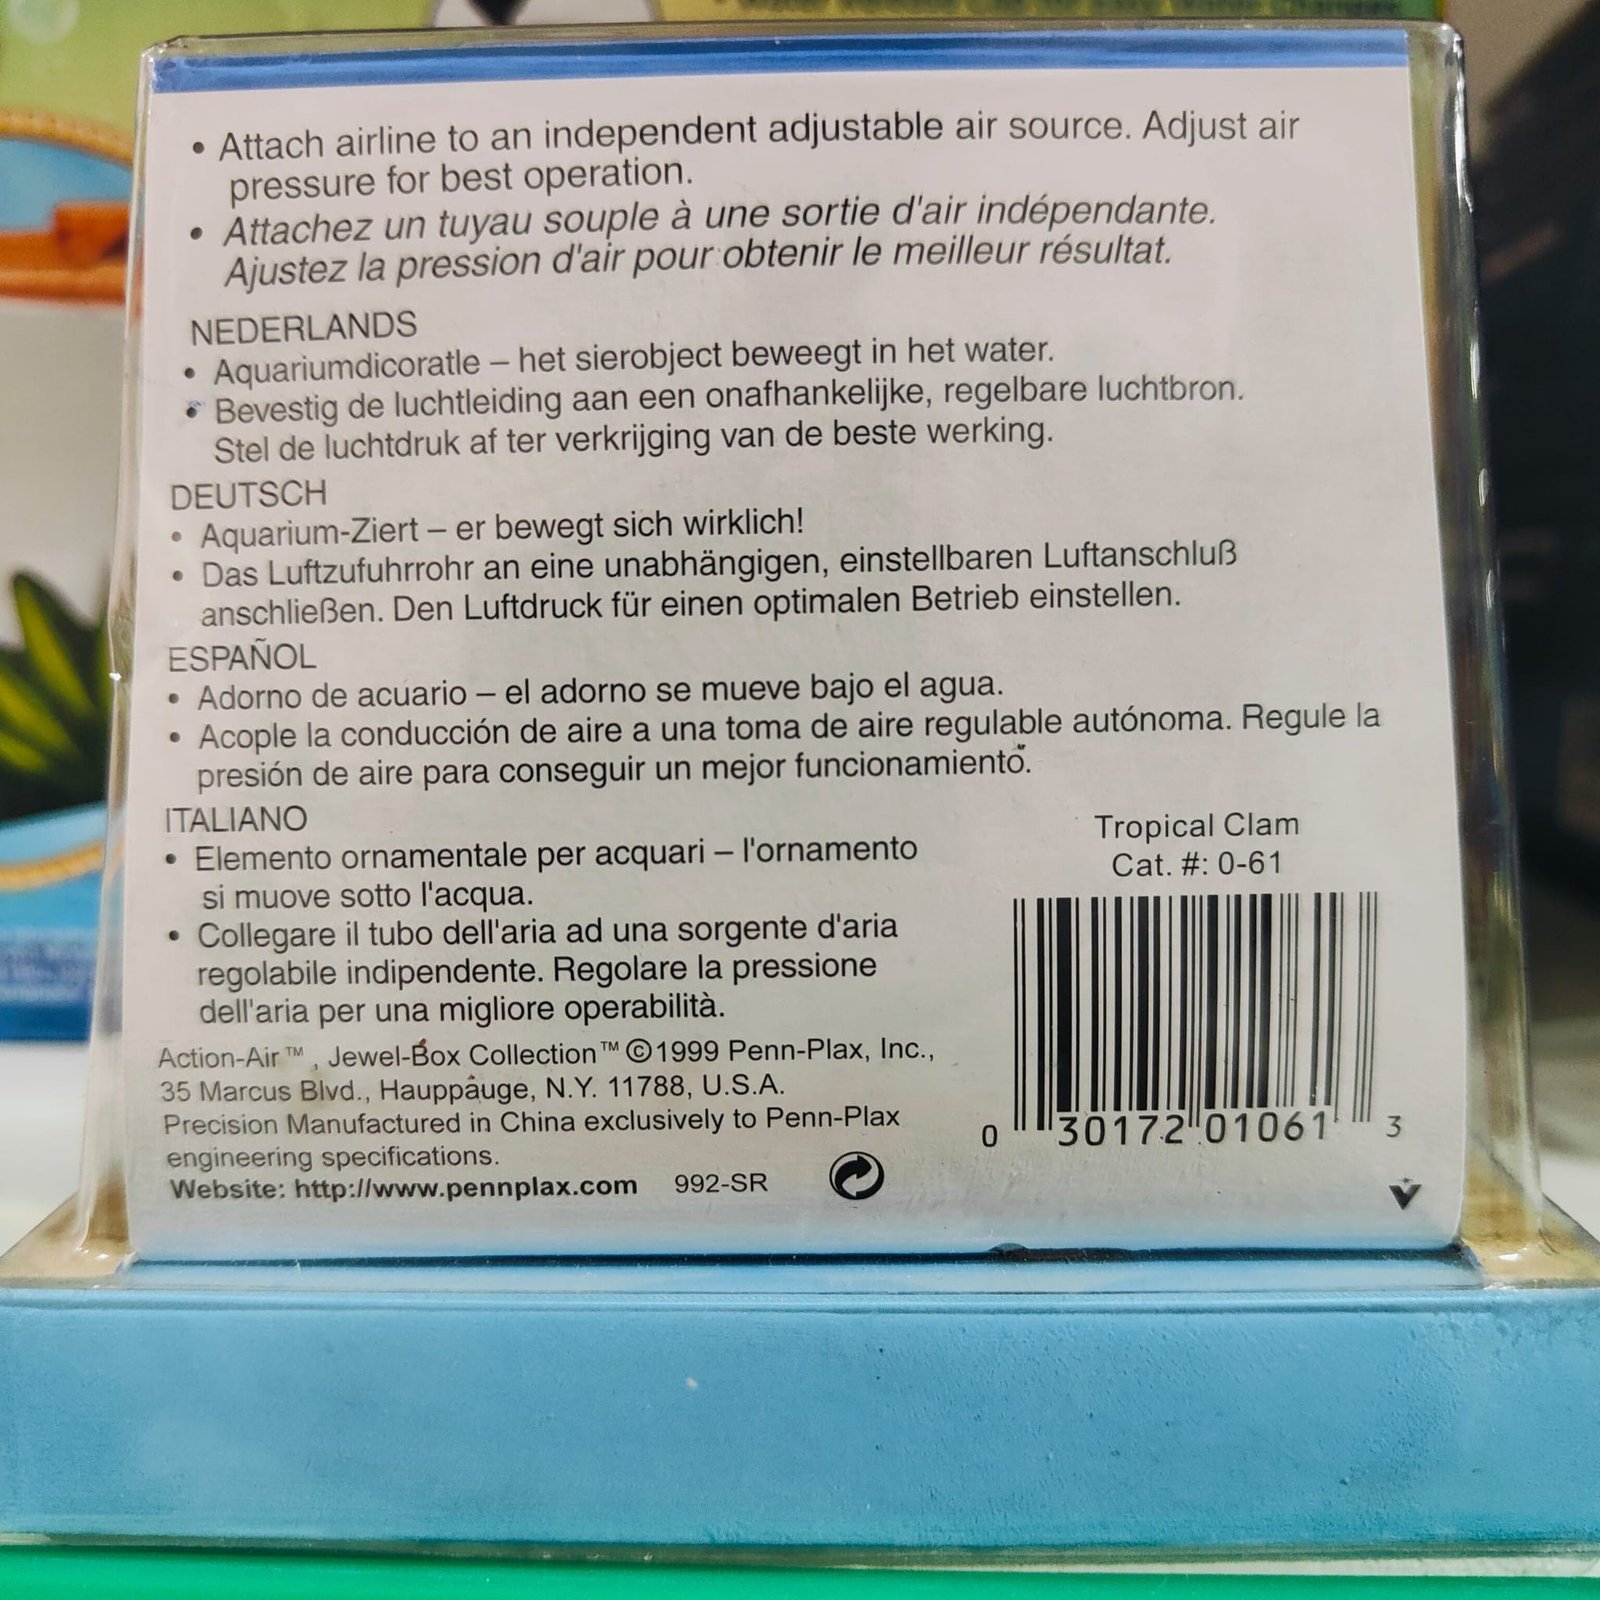 • Attach airline to an independent adjustable air source. Adjust air
pressure for best operation.
• Attachez un tuyau souple à une sortie d'air indépendante.
Ajustez la pression d'air pour obtenir le meilleur résultat.
NEDERLANDS
• Aquariumdicoratle – het sierobject beweegt in het water.
• Bevestig de luchtleiding aan een onafhankelijke, regelbare luchtbron.
Stel de luchtdruk af ter verkrijging van de beste werking.
DEUTSCH
• Aquarium-Ziert – er bewegt sich wirklich!
• Das Luftzufuhrrohr an eine unabhängigen, einstellbaren Luftanschluß
anschließen. Den Luftdruck für einen optimalen Betrieb einstellen.
ESPAÑOL
• Adorno de acuario – el adorno se mueve bajo el agua.
• Acople la conducción de aire a una toma de aire regulable autónoma. Regule la
presión de aire para conseguir un mejor funcionamiento.
ITALIANO
• Elemento ornamentale per acquari – l'ornamento
si muove sotto l'acqua.
• Collegare il tubo dell'aria ad una sorgente d'aria
regolabile indipendente. Regolare la pressione
dell'aria per una migliore operabilità.
Action-Air™, Jewel-Box Collection™ ©1999 Penn-Plax, Inc.,
35 Marcus Blvd., Hauppauge, N.Y. 11788, U.S.A.
Precision Manufactured in China exclusively to Penn-Plax
engineering specifications.
Website: http://www.pennplax.com 992-SR
Tropical Clam
Cat. #: 0-61
0 30172 01061 3